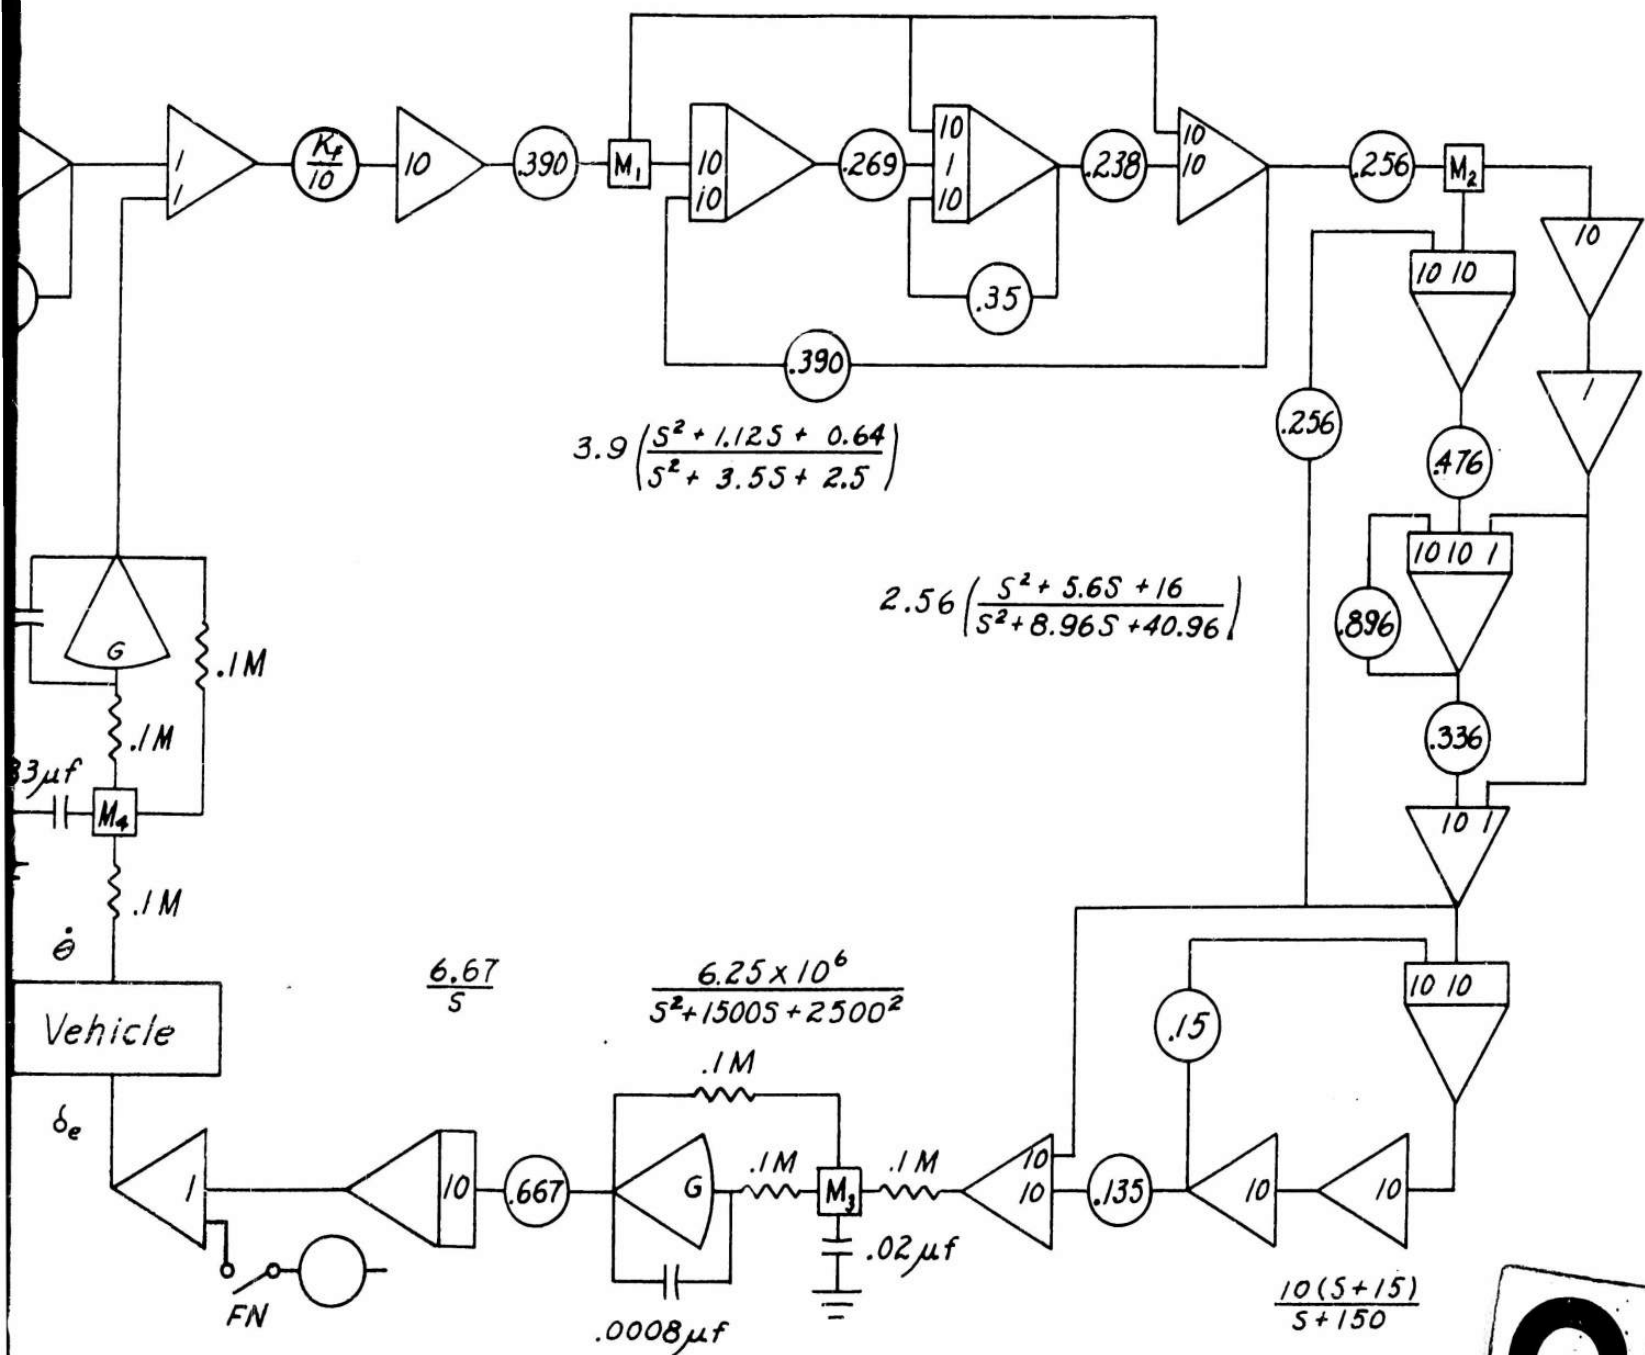 1
1
K_f/10
10
.390
M₁
10
10
.269
10
1
10
.238
10
10
.256
M₂
.35
.390
10 10
10
1
.256
.476
10 10 1
.896
.336
10 1
3.9 ( (S² + 1.12S + 0.64) / (S² + 3.5S + 2.5) )
2.56 ( (S² + 5.6S + 16) / (S² + 8.96S + 40.96) )
G
.1M
.1M
33μf
M₄
.1M
θ̇
Vehicle
δe
6.67/S
6.25 x 10⁶ / (S² + 1500S + 2500²)
.1M
.15
10 10
1
10
.667
G
.1M
M₃
.1M
10
10
.135
10
10
.02μf
.0008μf
FN
10(S+15) / (S+150)